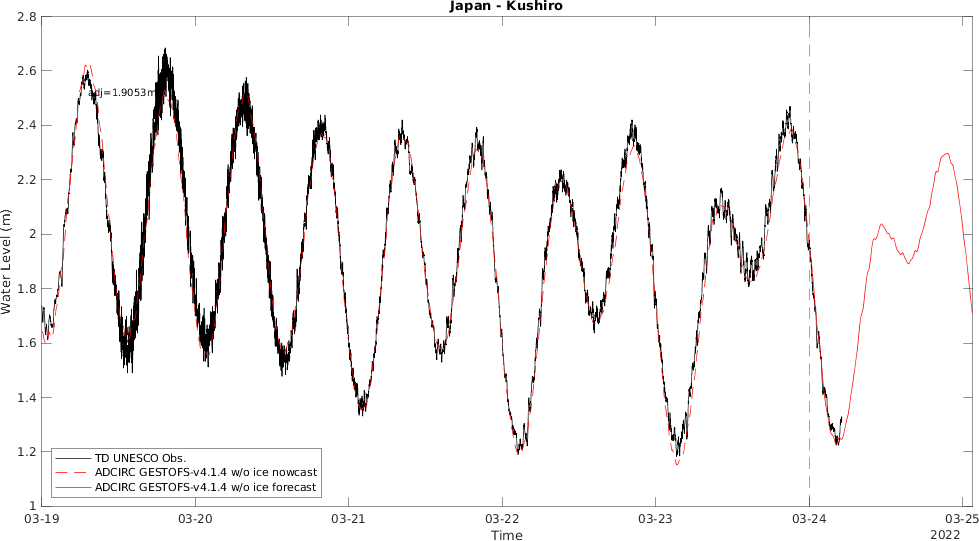 Japan - Kushiro
2.8
2.6
2.4
2.2
2
1.8
1.6
1.4
1.2
1
Water Level (m)
adj=1.9053m
TD UNESCO Obs.
ADCIRC GESTOFS-v4.1.4 w/o ice nowcast
ADCIRC GESTOFS-v4.1.4 w/o ice forecast
03-19 03-20 03-21 03-22 03-23 03-24 03-25
Time
2022